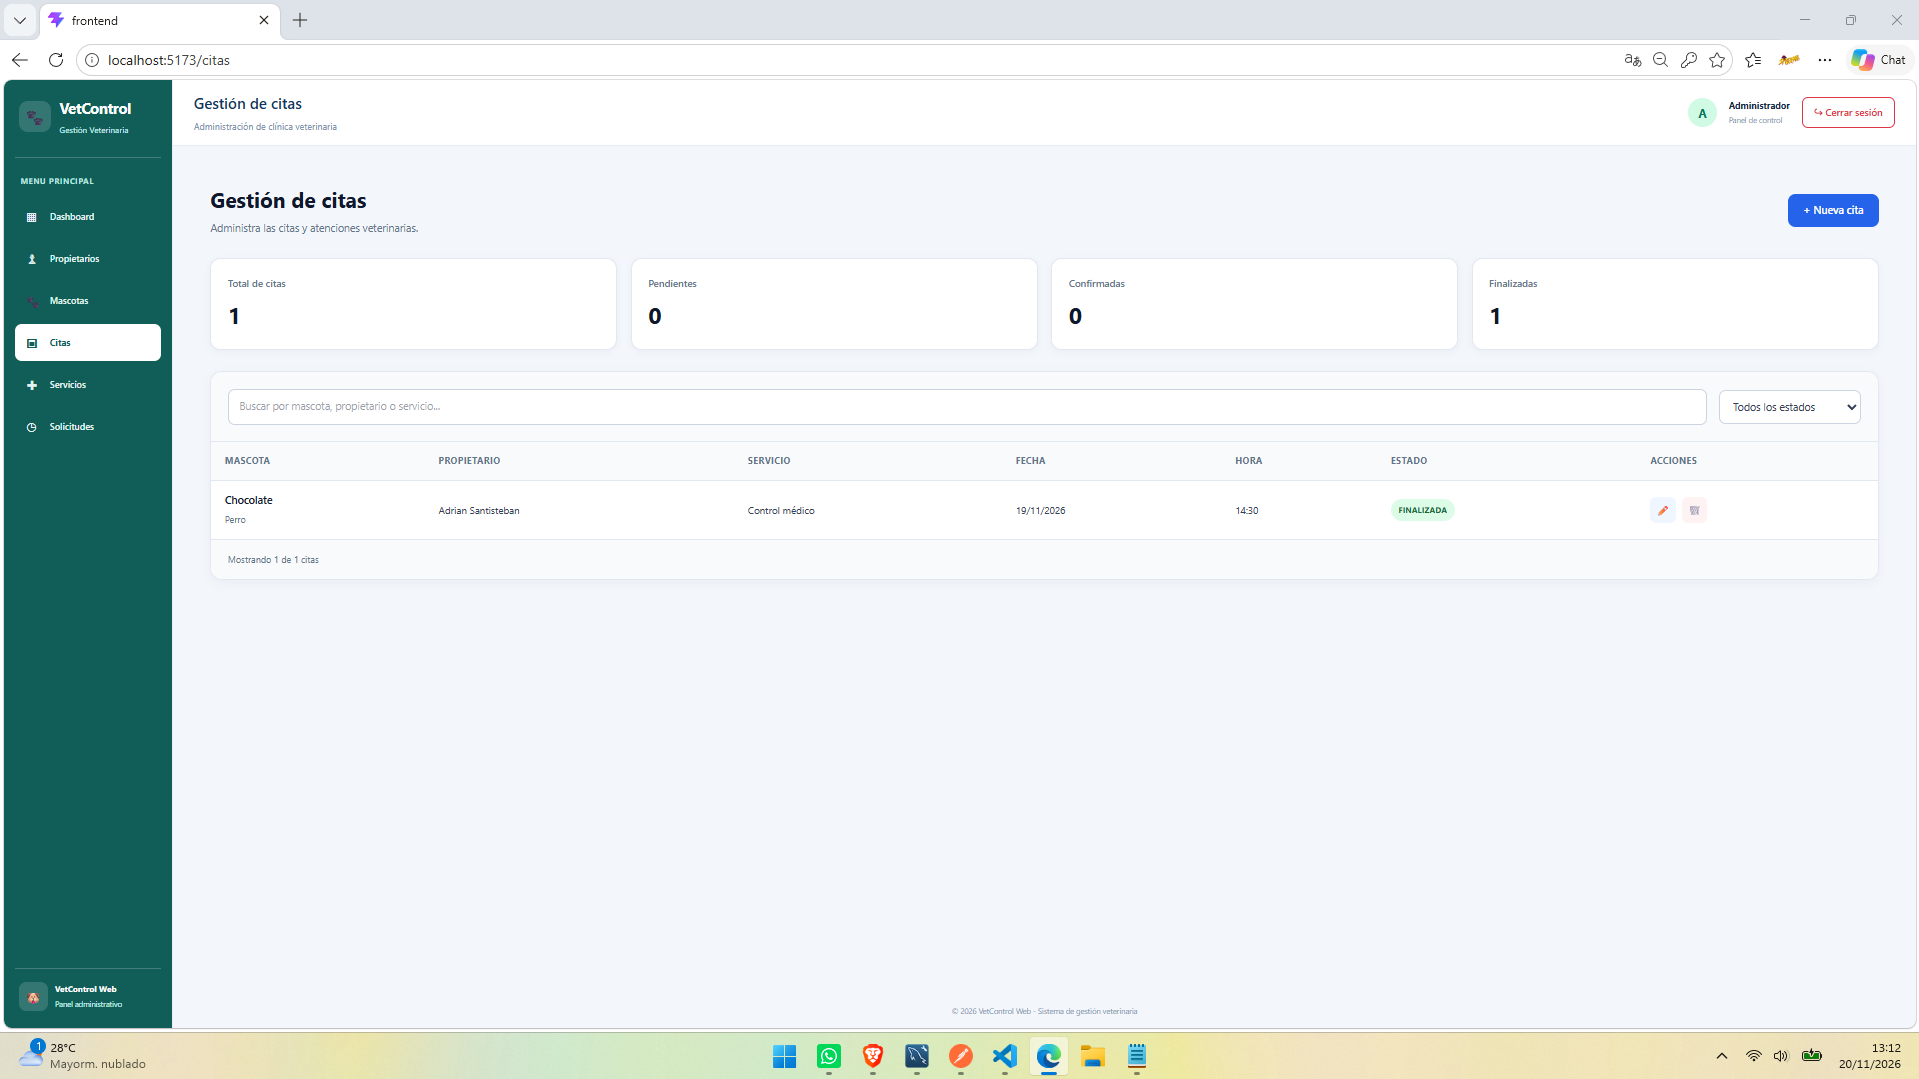 frontend
localhost:5173/citas
Chat
VetControl
Gestión Veterinaria
MENU PRINCIPAL
Dashboard
Propietarios
Mascotas
Citas
Servicios
Solicitudes
VetControl Web
Panel administrativo
Gestión de citas
Administración de clínica veterinaria
A
Administrador
Panel de control
Cerrar sesión
Gestión de citas
Administra las citas y atenciones veterinarias.
+ Nueva cita
Total de citas
1
Pendientes
0
Confirmadas
0
Finalizadas
1
Buscar por mascota, propietario o servicio...
Todos los estados
MASCOTA PROPIETARIO SERVICIO FECHA HORA ESTADO ACCIONES
Chocolate
Perro
Adrian Santisteban Control médico 19/11/2026 14:30 FINALIZADA
Mostrando 1 de 1 citas
© 2026 VetControl Web - Sistema de gestión veterinaria
1
28°C
Mayorm. nublado
13:12
20/11/2026